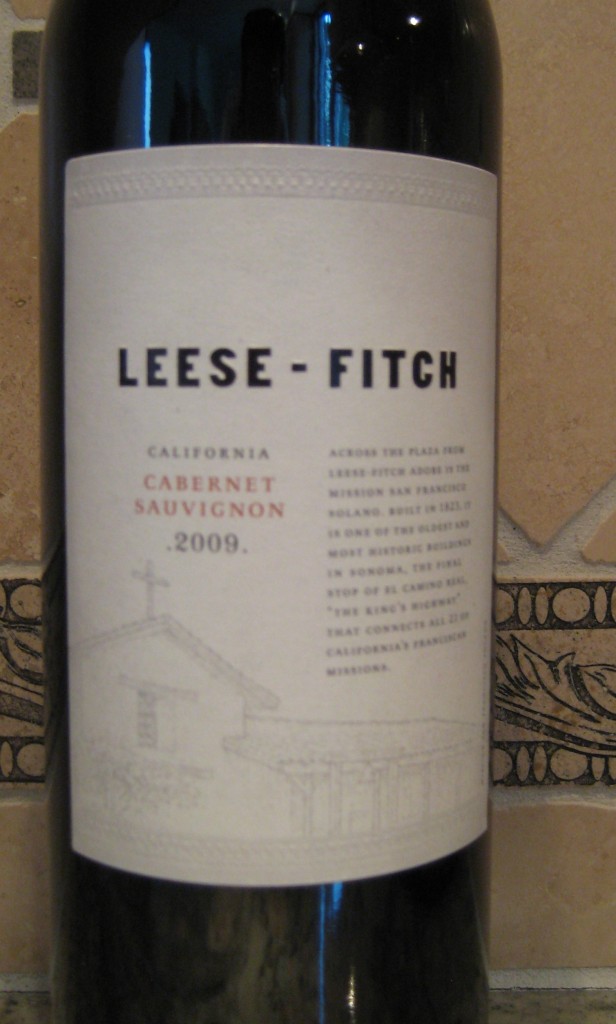 LEESE - FITCH
CALIFORNIA
CABERNET
SAUVIGNON
.2009.
ACROSS THE PLAZA FROM
LEESE-FITCH ADOBE IS THE
MISSION SAN FRANCISCO
SOLANO. BUILT IN 1823, IT
IS ONE OF THE OLDEST AND
MOST HISTORIC BUILDINGS
IN SONOMA, THE FINAL
STOP OF EL CAMINO REAL,
"THE KING'S HIGHWAY"
THAT CONNECTS ALL 22 OF
CALIFORNIA'S FRANCISCAN
MISSIONS.